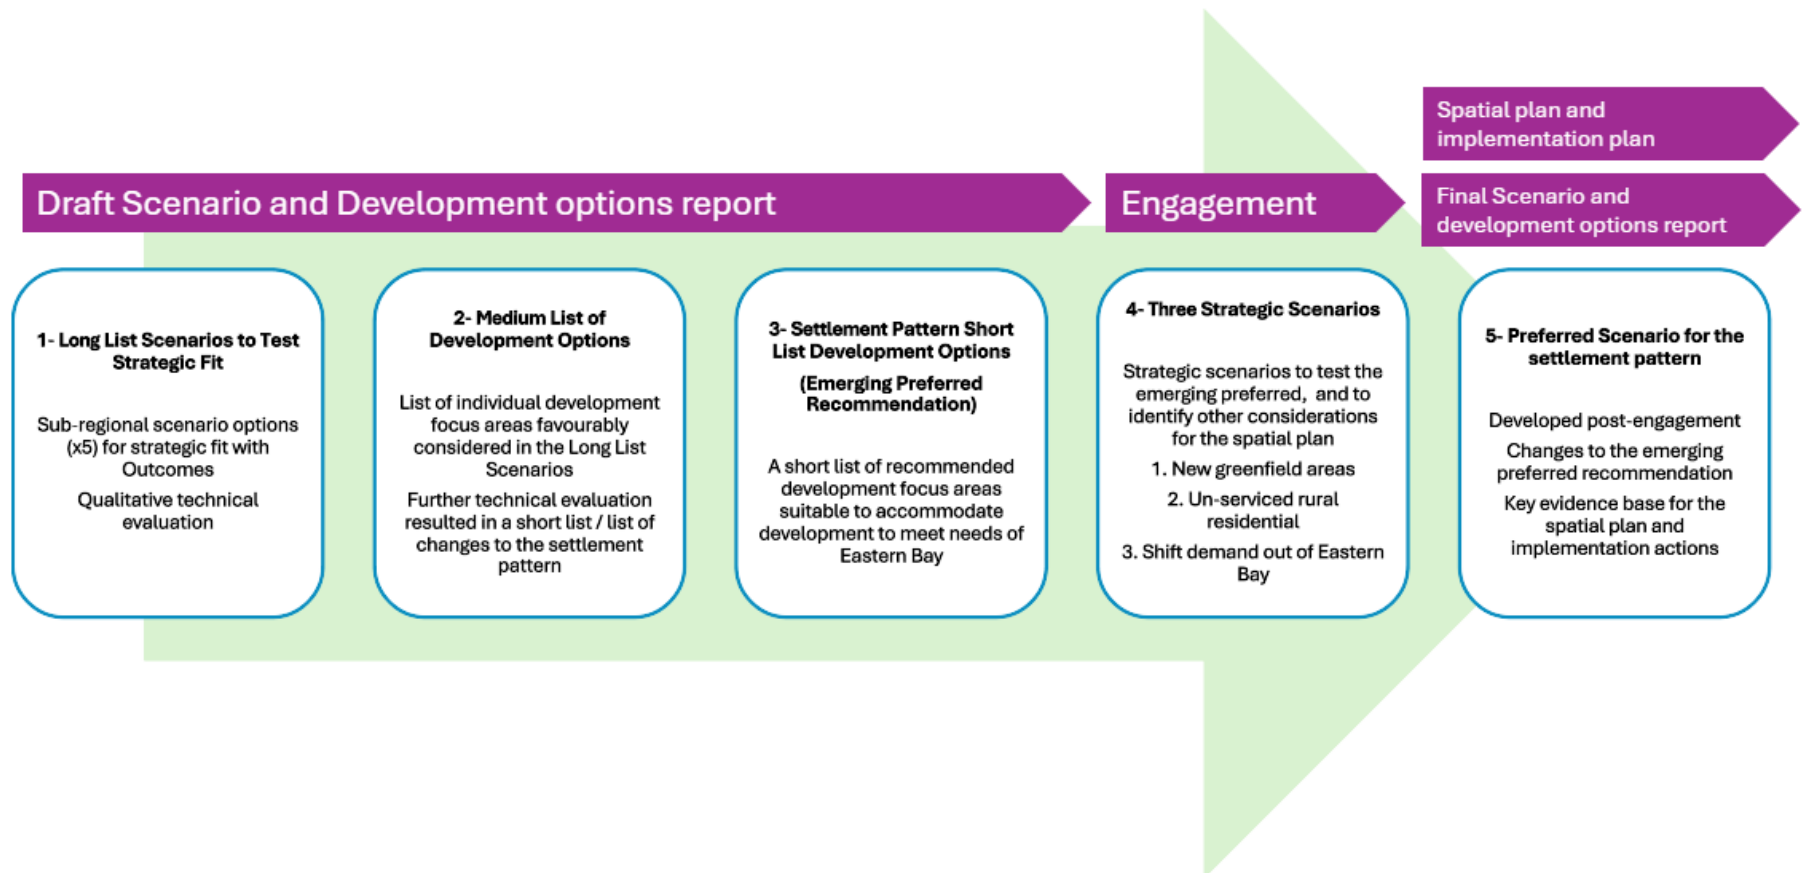 Spatial plan and
implementation plan
Draft Scenario and Development options report
Engagement
Final Scenario and
development options report
1- Long List Scenarios to Test
Strategic Fit
Sub-regional scenario options
(x5) for strategic fit with
Outcomes
Qualitative technical
evaluation
2- Medium List of
Development Options
List of individual development
focus areas favourably
considered in the Long List
Scenarios
Further technical evaluation
resulted in a short list / list of
changes to the settlement
pattern
3- Settlement Pattern Short
List Development Options
(Emerging Preferred
Recommendation)
A short list of recommended
development focus areas
suitable to accommodate
development to meet needs of
Eastern Bay
4- Three Strategic Scenarios
Strategic scenarios to test the
emerging preferred, and to
identify other considerations
for the spatial plan
1. New greenfield areas
2. Un-serviced rural
residential
3. Shift demand out of Eastern
Bay
5- Preferred Scenario for the
settlement pattern
Developed post-engagement
Changes to the emerging
preferred recommendation
Key evidence base for the
spatial plan and
implementation actions